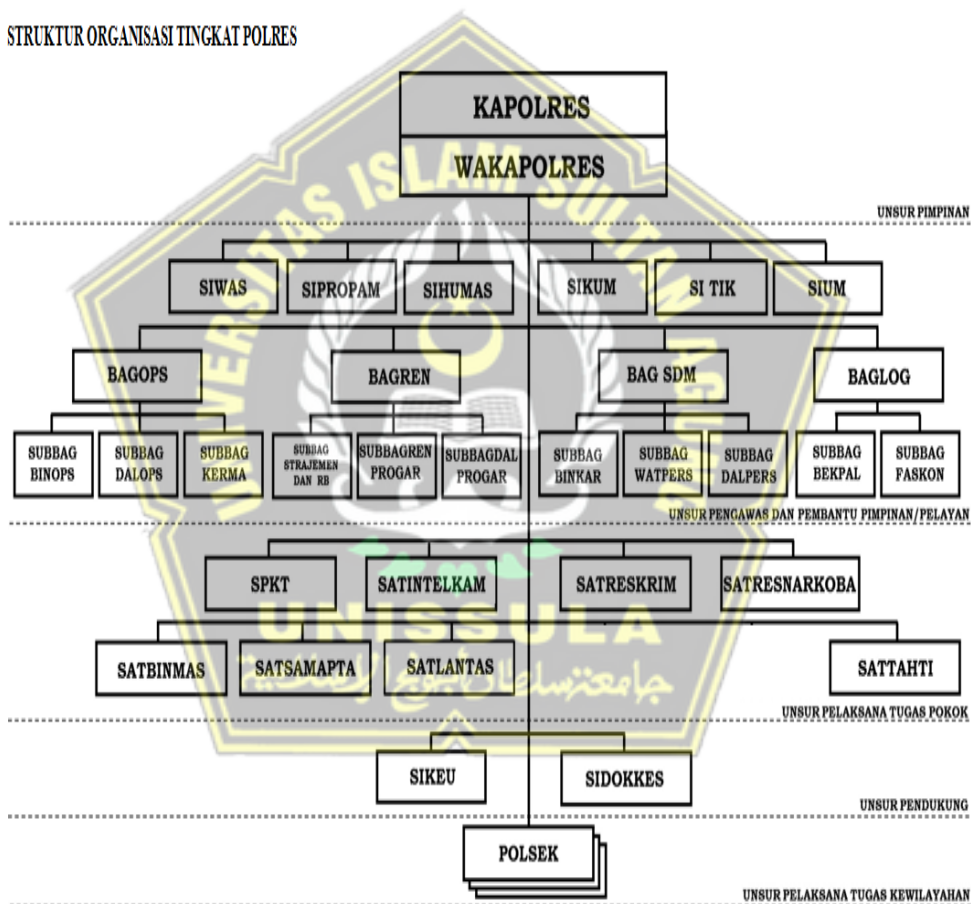 STRUKTUR ORGANISASI TINGKAT POLRES
KAPOLRES
WAKAPOLRES
UNSUR PIMPINAN
SIWAS
SIPROPAM
SIHUMAS
SIKUM
SI TIK
SIUM
BAGOPS
BAGREN
BAG SDM
BAGLOG
SUBBAG
BINOPS
SUBBAG
DALOPS
SUBBAG
KERMA
SUBBAG
STRAJEMEN
DAN RB
SUBBAGREN
PROGAR
SUBBAGDAL
PROGAR
SUBBAG
BINKAR
SUBBAG
WATPERS
SUBBAG
DALPERS
SUBBAG
BEKPAL
SUBBAG
FASKON
UNSUR PENGAWAS DAN PEMBANTU PIMPINAN/PELAYAN
SPKT
SATINTELKAM
SATRESKRIM
SATRESNARKOBA
SATBINMAS
SATSAMAPTA
SATLANTAS
SATTAHTI
UNSUR PELAKSANA TUGAS POKOK
SIKEU
SIDOKKES
UNSUR PENDUKUNG
POLSEK
UNSUR PELAKSANA TUGAS KEWILAYAHAN
UNIVERSITAS ISLAM SULTAN AGUNG
UNISSULA
جامعنسلطان أجونج الإسلامية